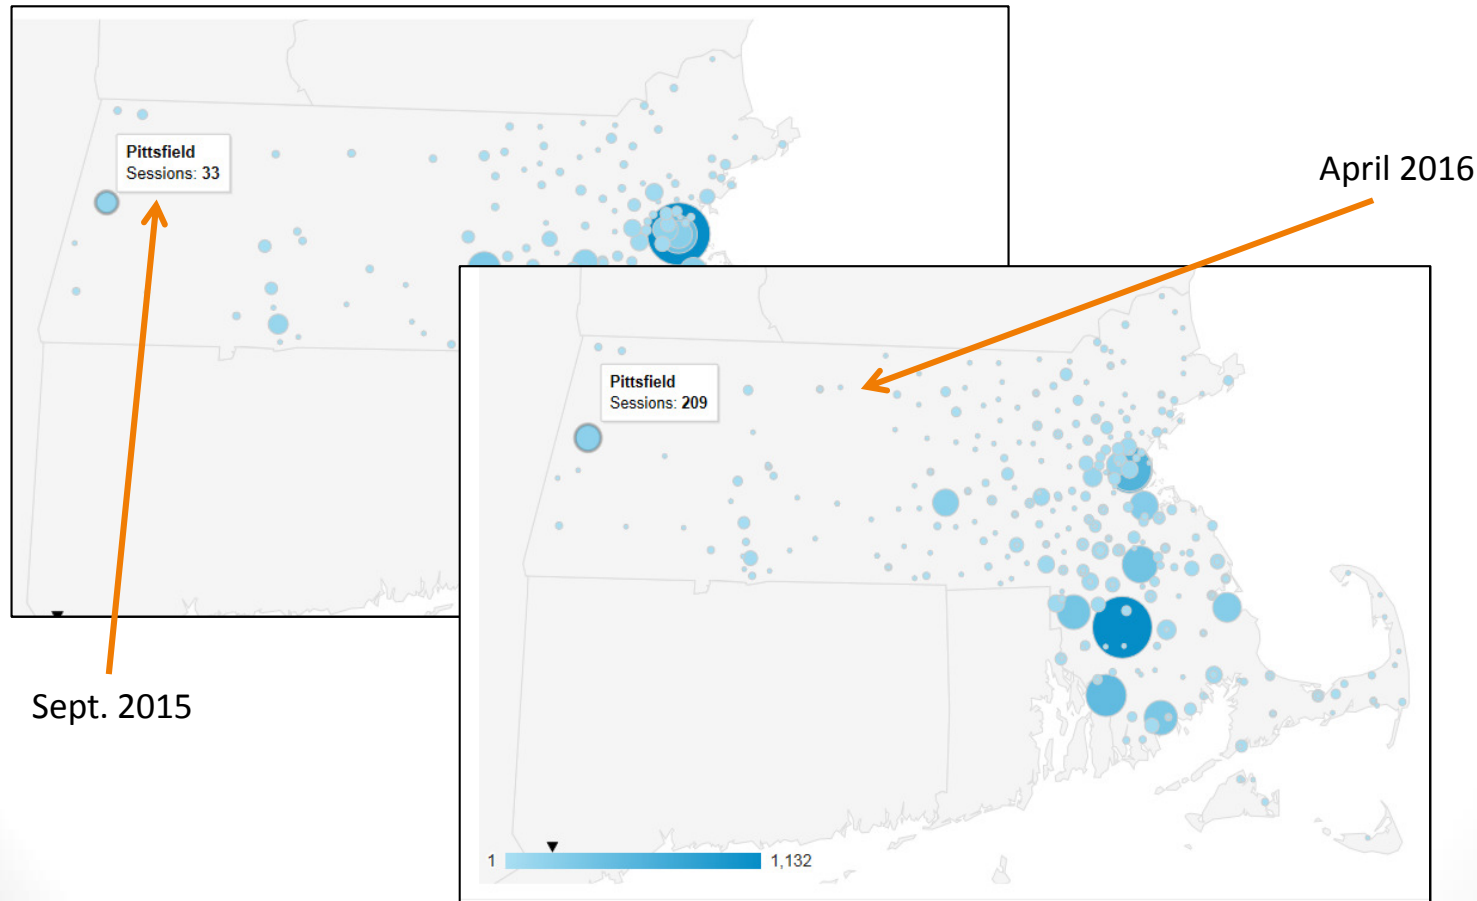 Pittsfield
Sessions: 33
April 2016
Pittsfield
Sessions: 209
Sept. 2015
1
1,132